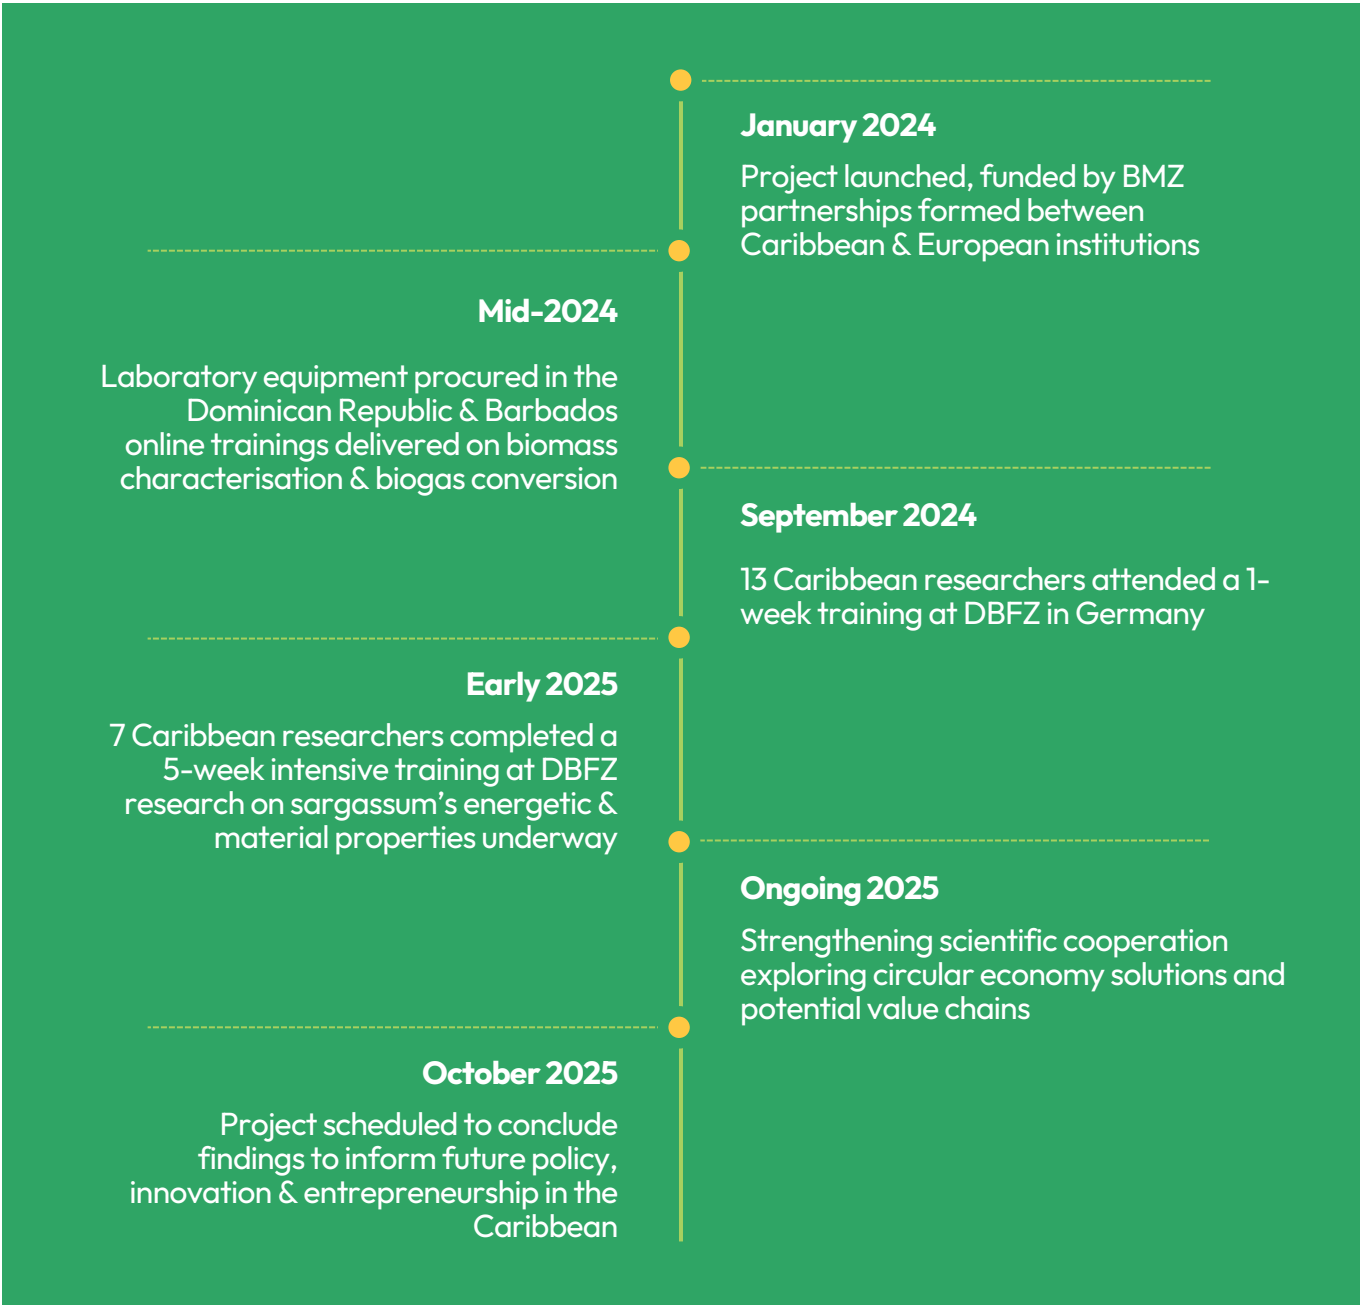 January 2024
Project launched, funded by BMZ
partnerships formed between
Caribbean & European institutions
Mid-2024
Laboratory equipment procured in the
Dominican Republic & Barbados
online trainings delivered on biomass
characterisation & biogas conversion
September 2024
13 Caribbean researchers attended a 1-
week training at DBFZ in Germany
Early 2025
7 Caribbean researchers completed a
5-week intensive training at DBFZ
research on sargassum’s energetic &
material properties underway
Ongoing 2025
Strengthening scientific cooperation
exploring circular economy solutions and
potential value chains
October 2025
Project scheduled to conclude
findings to inform future policy,
innovation & entrepreneurship in the
Caribbean